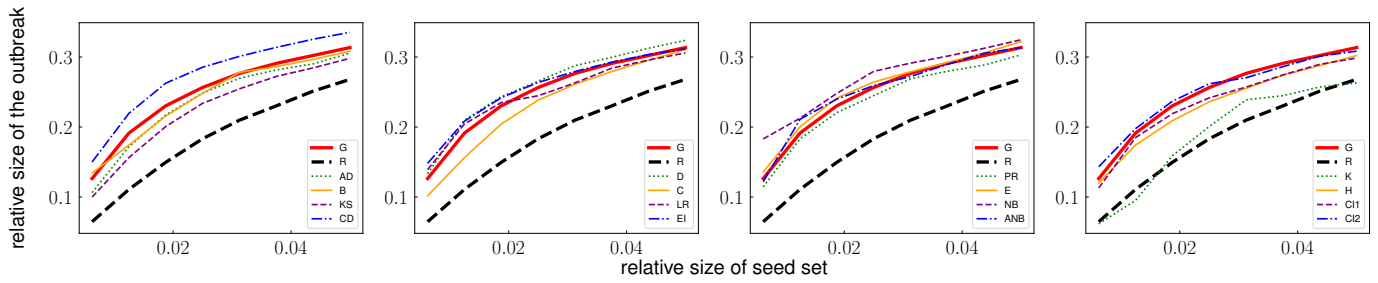 relative size of the outbreak
0.3
0.2
0.1
0.02
0.04
G
R
AD
B
KS
CD
0.3
0.2
0.1
0.02
0.04
G
R
D
C
LR
EI
0.3
0.2
0.1
0.02
0.04
G
R
PR
E
NB
ANB
0.3
0.2
0.1
0.02
0.04
G
R
K
H
CI1
CI2
relative size of seed set